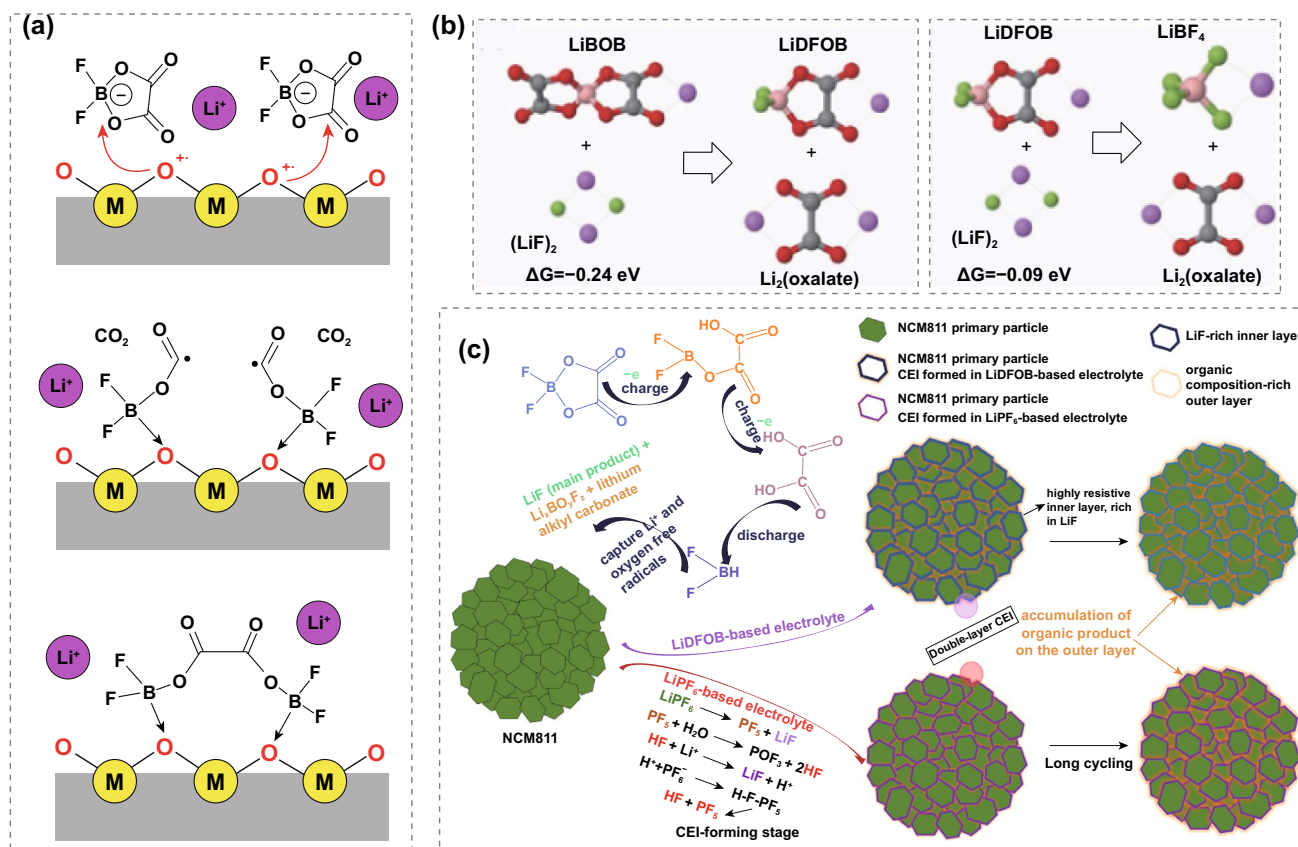 (a)
F
F
B
O
O
O
O
−
Li⁺
F
F
B
O
O
O
O
−
Li⁺
O
O
+·
O
+·
O
M
M
M
CO₂
O
O
CO₂
Li⁺
F
B
F
O
O
B
F
F
Li⁺
O
O
O
O
M
M
M
Li⁺
Li⁺
O
O
F
F
B
O
O
B
F
F
O
O
O
O
M
M
M
(b)
LiBOB
LiDFOB
+
+
(LiF)₂
ΔG=−0.24 eV
Li₂(oxalate)
LiDFOB
LiBF₄
+
+
(LiF)₂
ΔG=−0.09 eV
Li₂(oxalate)
(c)
F
F
B
O
O
O
O
−e
charge
HO
O
F
F
B
O
O
charge
−e
HO
O
HO
O
discharge
F
F
BH
capture Li⁺ and
oxygen free
radicals
LiF (main product) +
LiₓBOᵧF_z + lithium
alklyl carbonate
NCM811
LiDFOB-based electrolyte
LiPF₆-based electrolyte
LiPF₆
PF₅ + LiF
PF₅ + H₂O
POF₃ + 2HF
HF + Li⁺
LiF + H⁺
H⁺+PF₆⁻
H-F-PF₅
HF + PF₅
CEI-forming stage
NCM811 primary particle
NCM811 primary particle
CEI formed in LiDFOB-based electrolyte
NCM811 primary particle
CEI formed in LiPF₆-based electrolyte
LiF-rich inner layer
organic
composition-rich
outer layer
highly resistive
inner layer, rich
in LiF
Double-layer CEI
accumulation of
organic product
on the outer layer
Long cycling